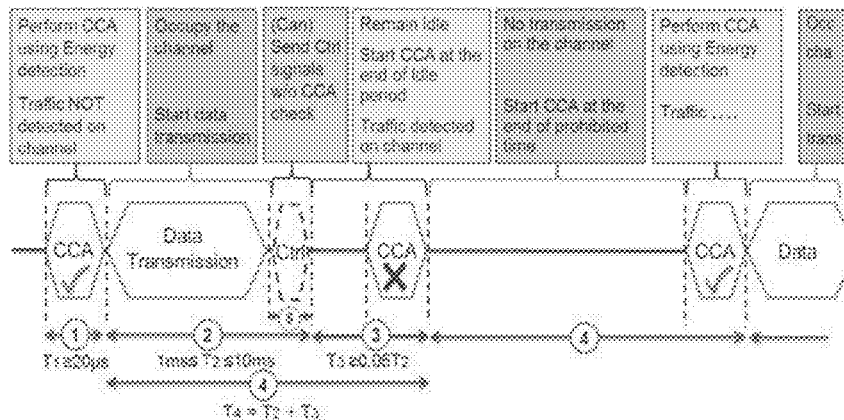 Perform CCA
using Energy
detection
Traffic NOT
detected on
channel
Occupy the
channel
Start data
transmission
(Can)
Send Ctrl
signals
w/o CCA
check
Remain Idle
Start CCA at the
end of Idle
period
Traffic detected
on channel
No transmission
on the channel
Start CCA at the
end of prohibited
time
Perform CCA
using Energy
detection
Traffic ....
Occ
cha
Start
trans
CCA
Data
Transmission
Ctrl
CCA
CCA
Data
1
2
3
4
T1≥20μs
1ms≤ T2 ≤10ms
T3 ≥0.05T2
4
T4 = T2 + T3